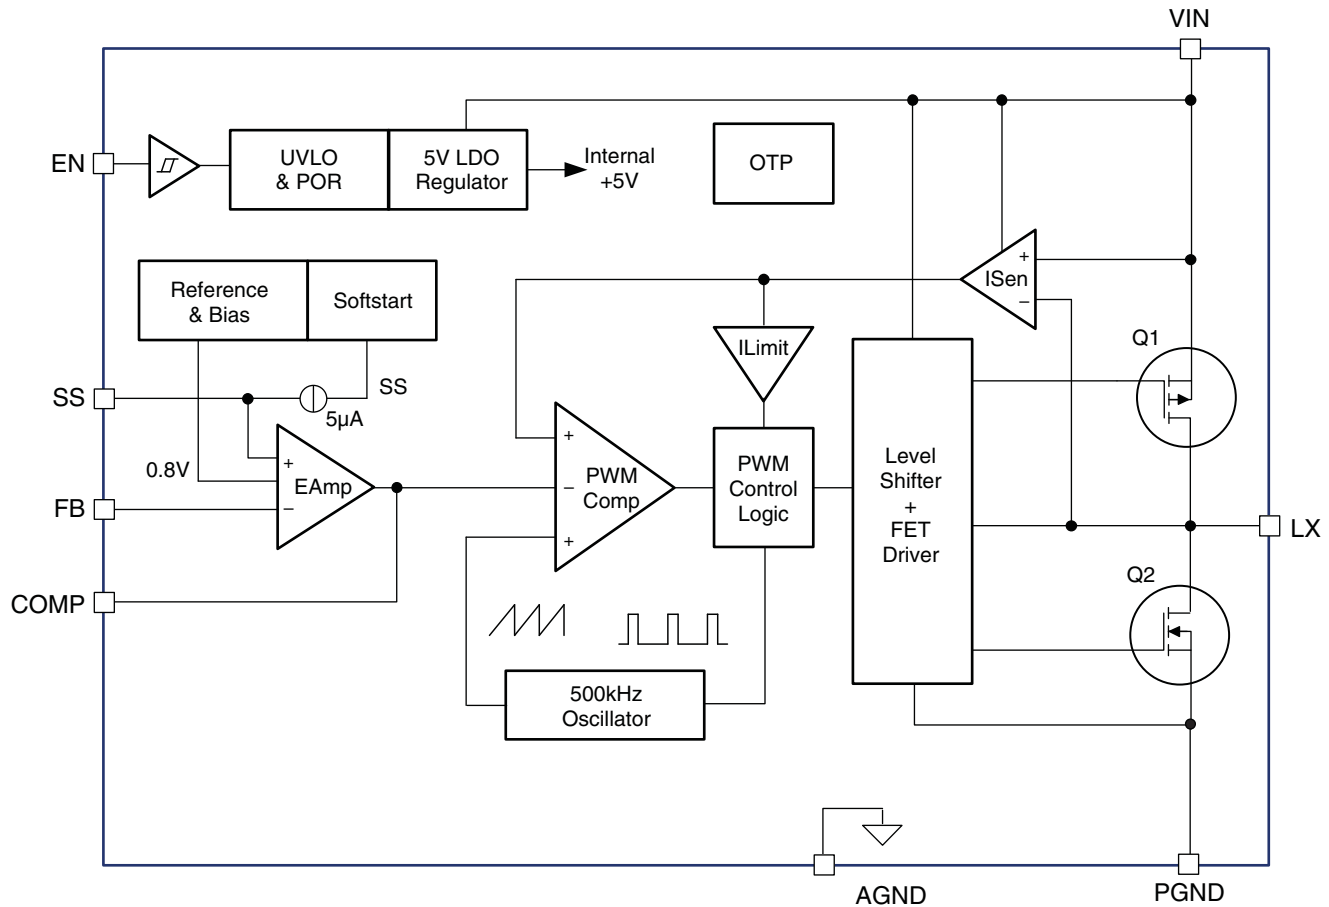 VIN
EN
UVLO
& POR
5V LDO
Regulator
Internal
+5V
OTP
Reference
& Bias
Softstart
+
ISen
–
Q1
ILimit
SS
SS
5µA
0.8V
+
EAmp
–
FB
+
–
+
PWM
Comp
PWM
Control
Logic
Level
Shifter
+
FET
Driver
LX
Q2
COMP
500kHz
Oscillator
AGND
PGND